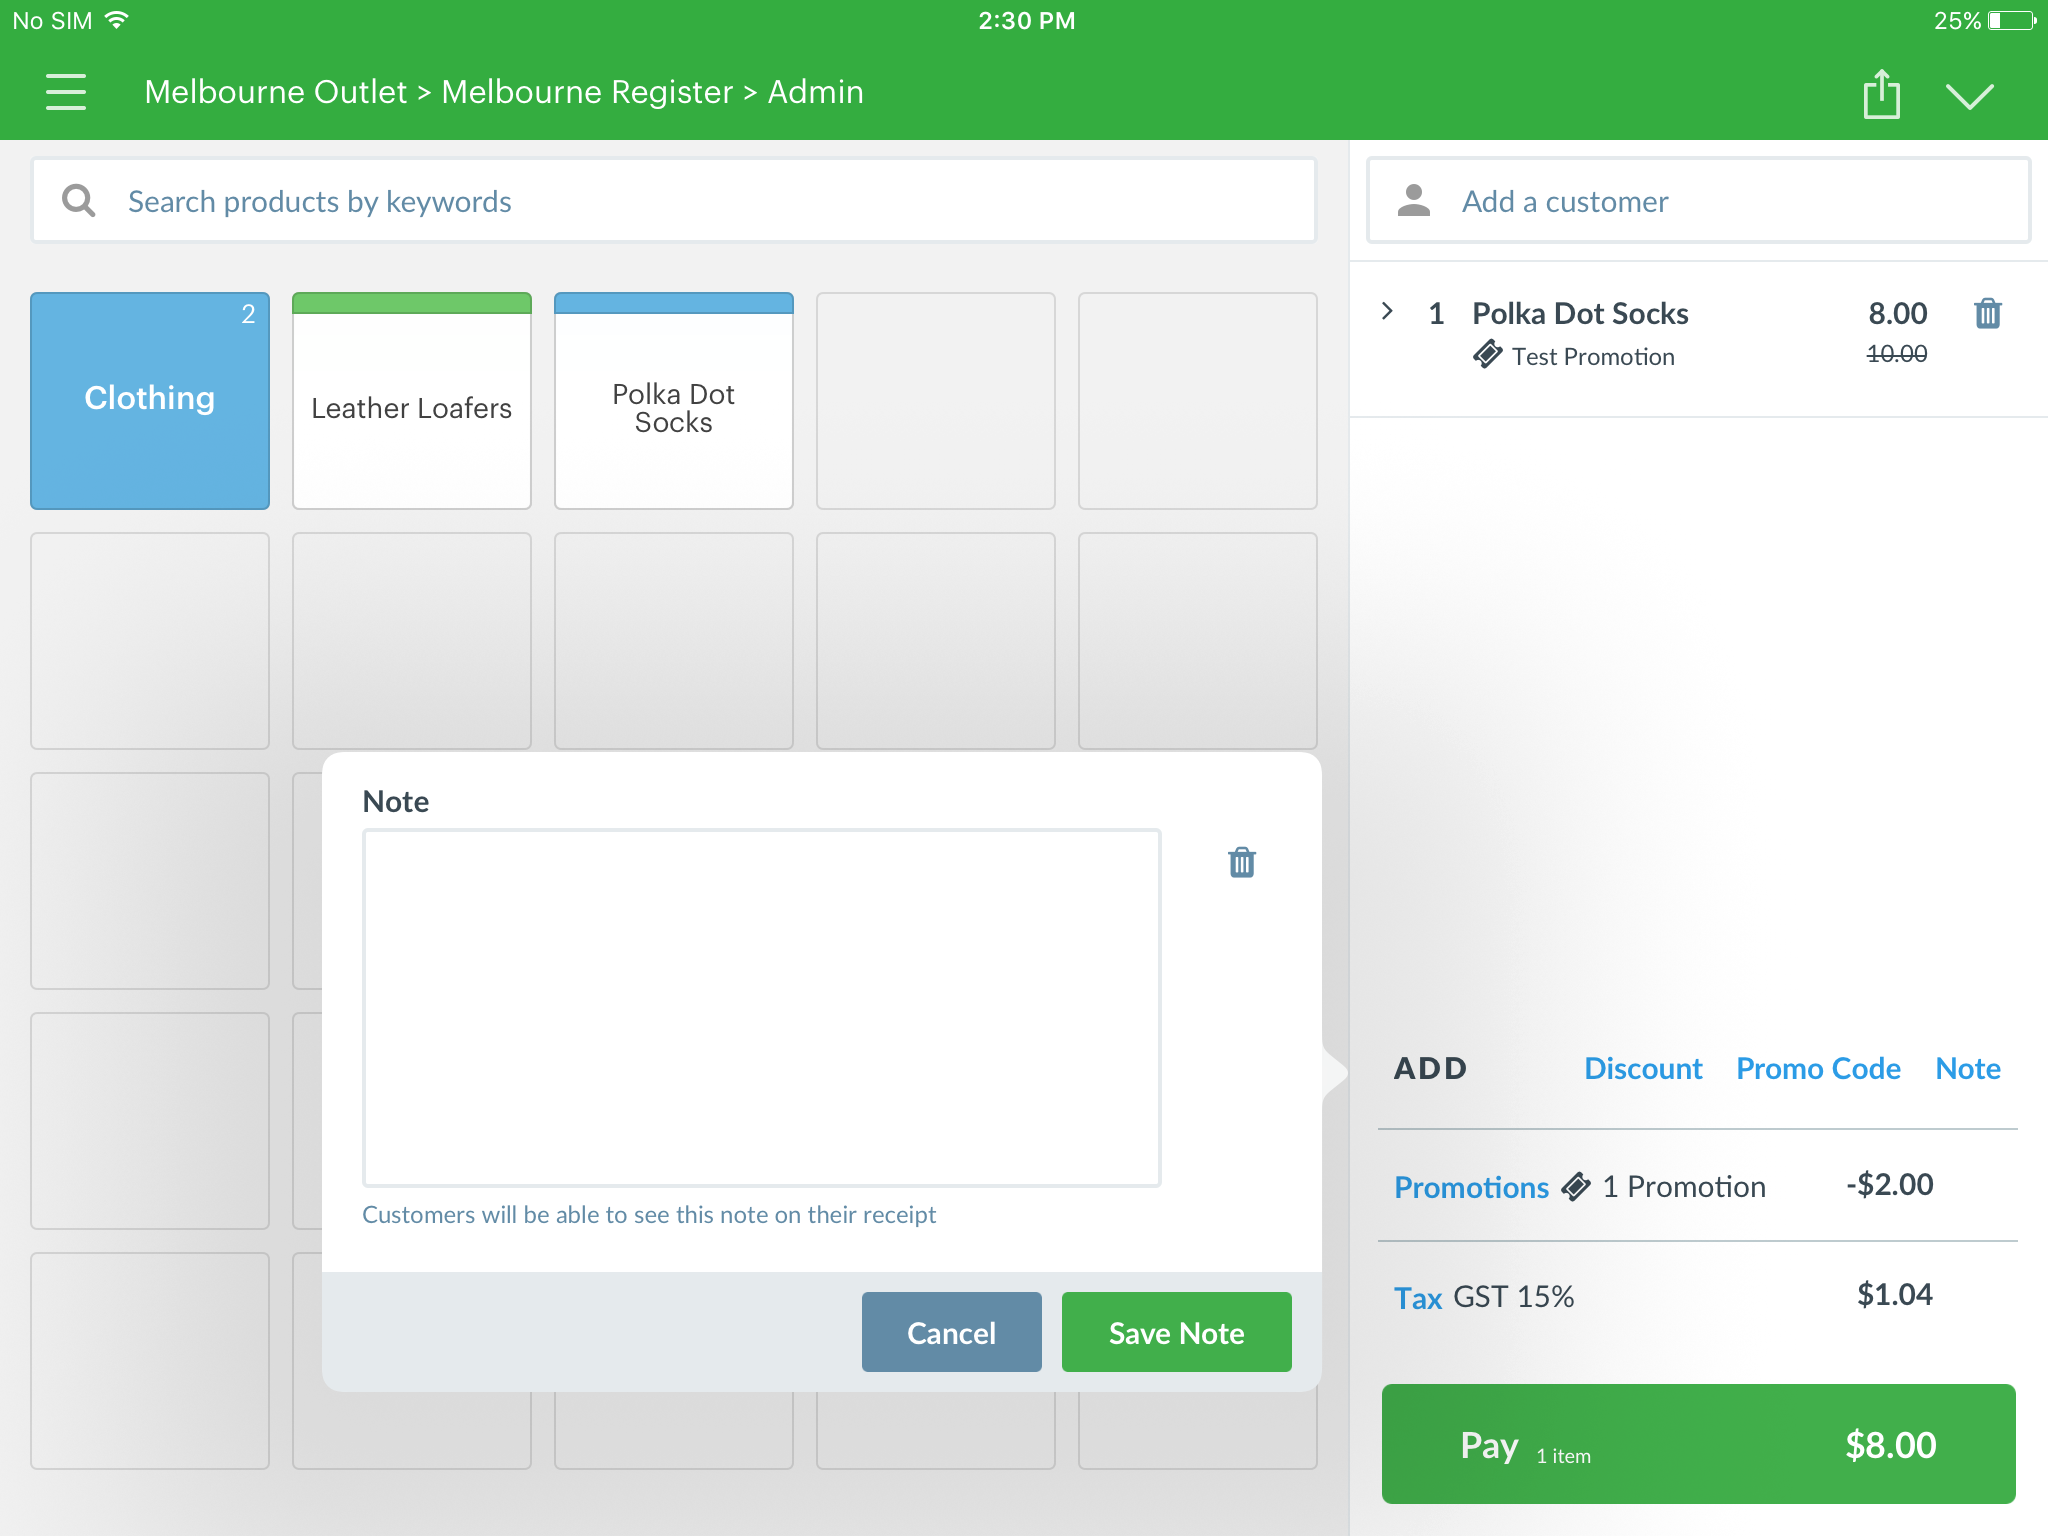 No SIM
2:30 PM
25%
Melbourne Outlet > Melbourne Register > Admin
Search products by keywords
Add a customer
2
Clothing
Leather Loafers
Polka Dot
Socks
1 Polka Dot Socks 8.00
Test Promotion 10.00
Note
Customers will be able to see this note on their receipt
Cancel
Save Note
ADD Discount Promo Code Note
Promotions 1 Promotion -$2.00
Tax GST 15% $1.04
Pay 1 item $8.00